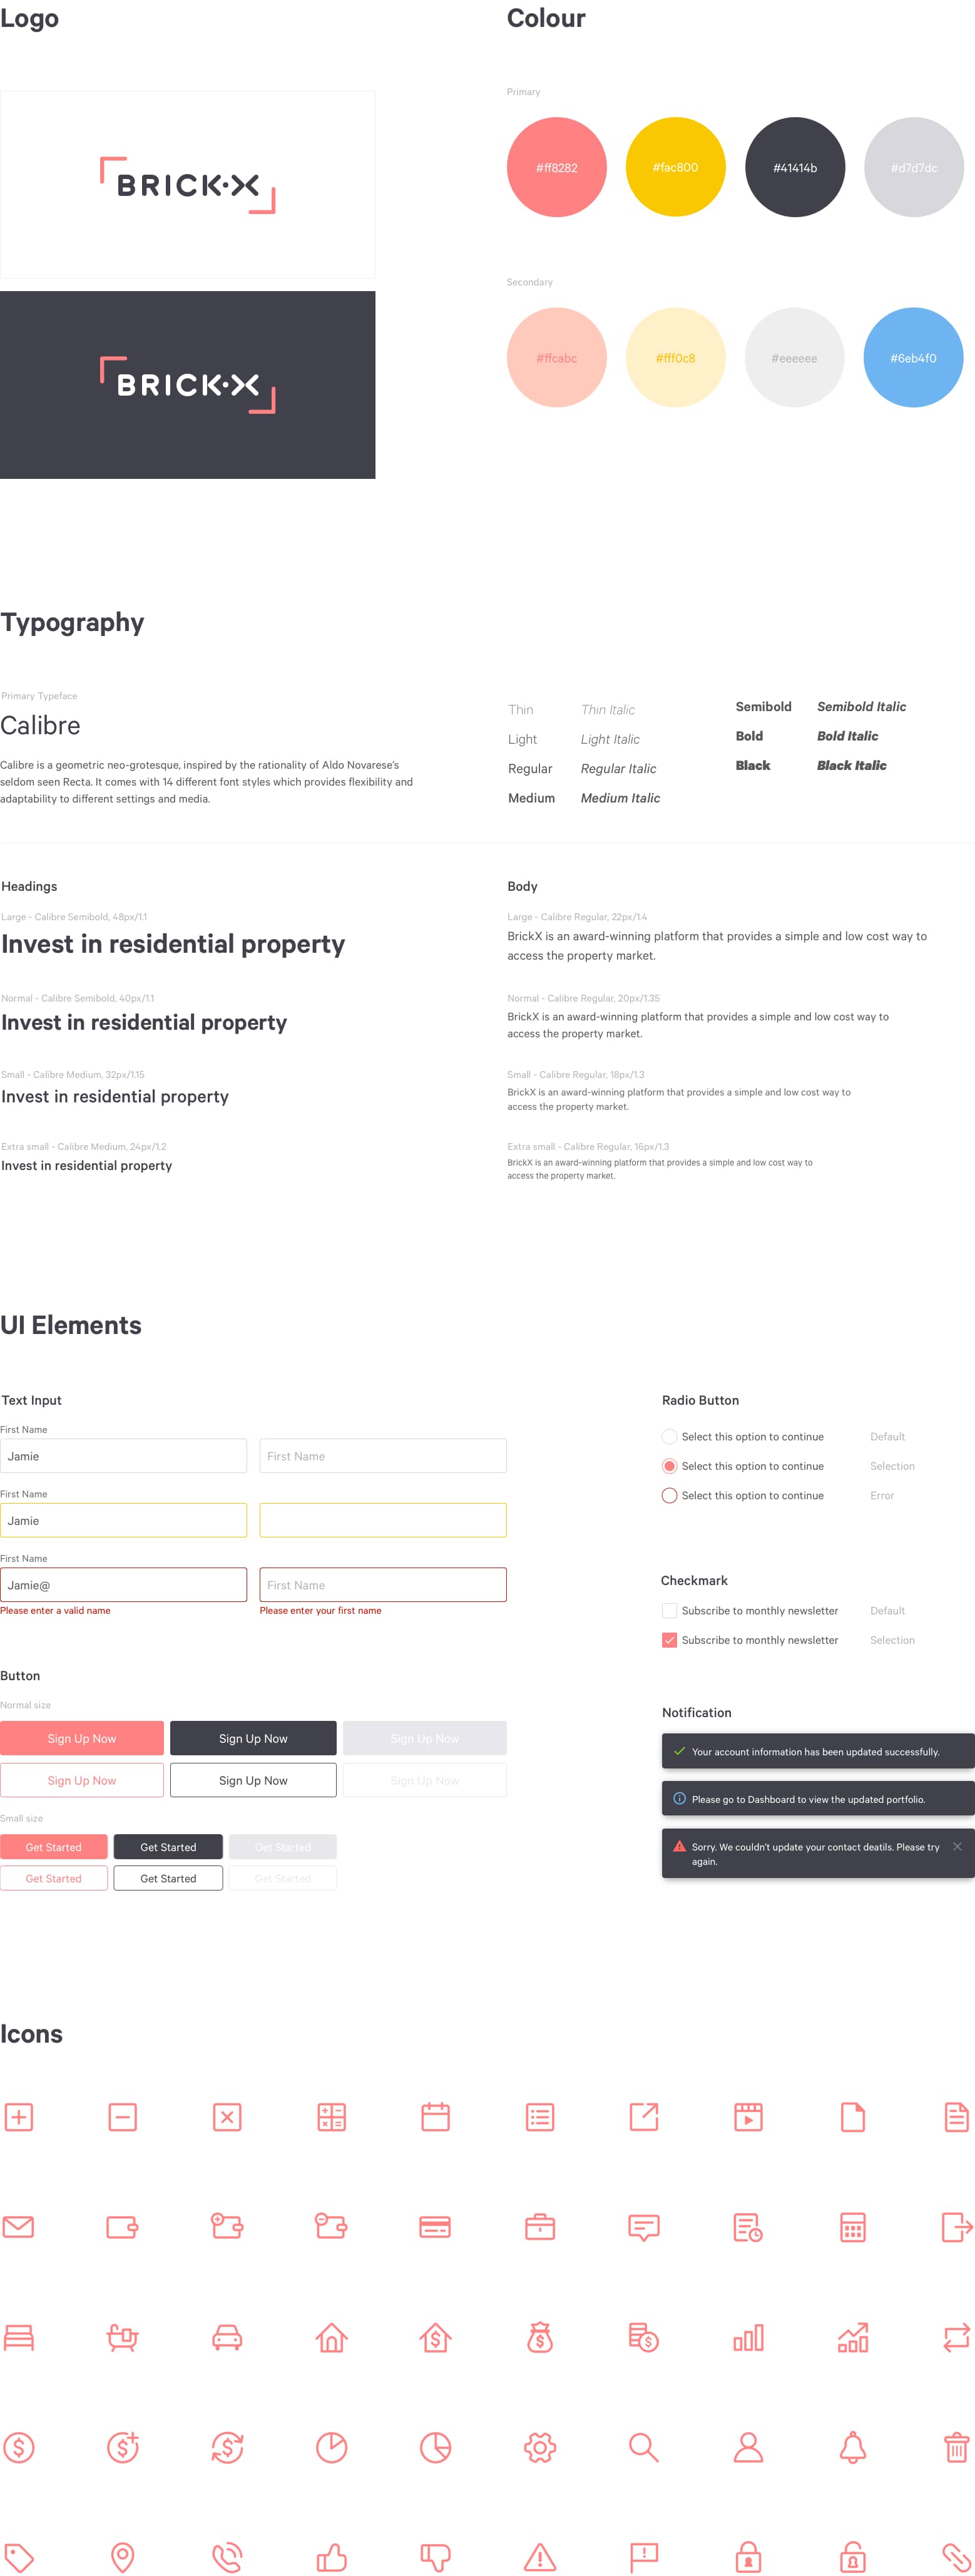 Logo
Colour
BRICK·X
BRICK·X
Primary
#ff8282
#fac800
#41414b
#d7d7dc
Secondary
#ffcabc
#fff0c8
#eeeeee
#6eb4f0
Typography
Primary Typeface
Calibre
Calibre is a geometric neo-grotesque, inspired by the rationality of Aldo Novarese's
seldom seen Recta. It comes with 14 different font styles which provides flexibility and
adaptability to different settings and media.
Thin
Thin Italic
Light
Light Italic
Regular
Regular Italic
Medium
Medium Italic
Semibold
Semibold Italic
Bold
Bold Italic
Black
Black Italic
Headings
Large - Calibre Semibold, 48px/1.1
Invest in residential property
Normal - Calibre Semibold, 40px/1.1
Invest in residential property
Small - Calibre Medium, 32px/1.15
Invest in residential property
Extra small - Calibre Medium, 24px/1.2
Invest in residential property
Body
Large - Calibre Regular, 22px/1.4
BrickX is an award-winning platform that provides a simple and low cost way to
access the property market.
Normal - Calibre Regular, 20px/1.35
BrickX is an award-winning platform that provides a simple and low cost way to
access the property market.
Small - Calibre Regular, 18px/1.3
BrickX is an award-winning platform that provides a simple and low cost way to
access the property market.
Extra small - Calibre Regular, 16px/1.3
BrickX is an award-winning platform that provides a simple and low cost way to
access the property market.
UI Elements
Text Input
First Name
Jamie
First Name
First Name
Jamie
First Name
Jamie@
First Name
Please enter a valid name
Please enter your first name
Button
Normal size
Sign Up Now
Sign Up Now
Sign Up Now
Sign Up Now
Sign Up Now
Sign Up Now
Small size
Get Started
Get Started
Get Started
Get Started
Get Started
Get Started
Radio Button
Select this option to continue
Default
Select this option to continue
Selection
Select this option to continue
Error
Checkmark
Subscribe to monthly newsletter
Default
Subscribe to monthly newsletter
Selection
Notification
Your account information has been updated successfully.
Please go to Dashboard to view the updated portfolio.
Sorry. We couldn't update your contact deatils. Please try
again.
Icons